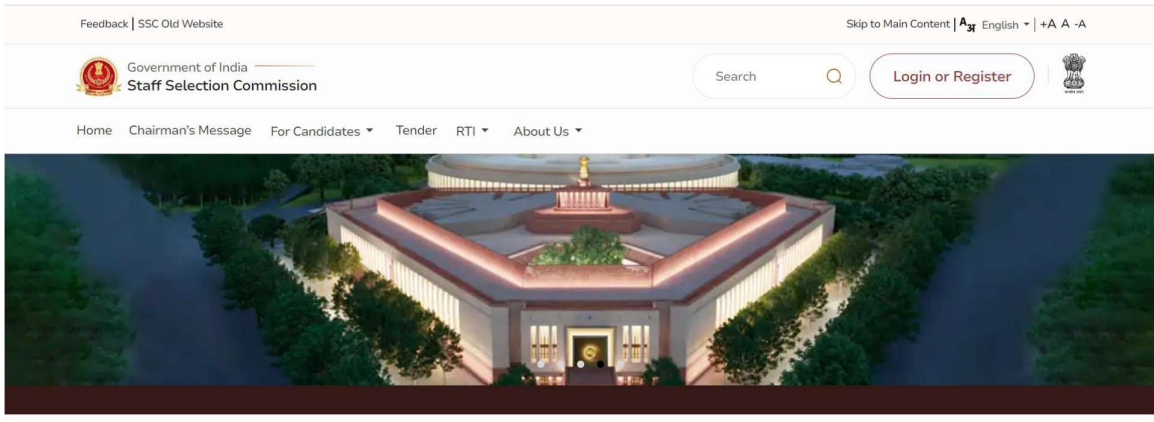 Feedback | SSC Old Website
Skip to Main Content | Aअ English | +A A -A
Government of India
Staff Selection Commission
Search
Login or Register
Home Chairman's Message For Candidates Tender RTI About Us